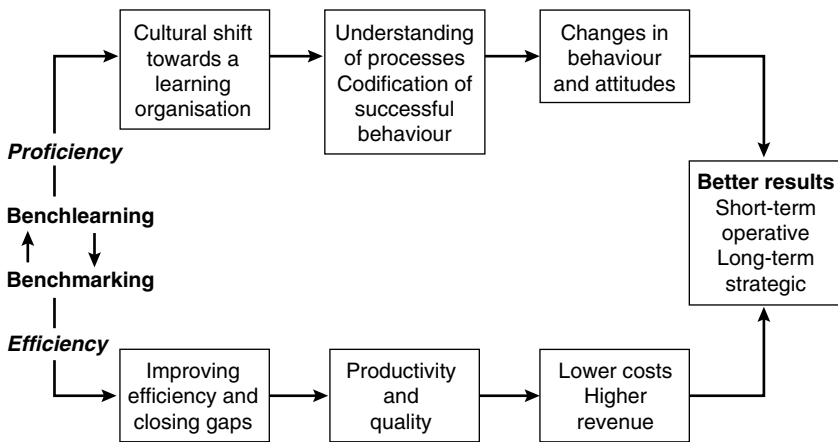 Cultural shift
towards a
learning
organisation
Understanding
of processes
Codification of
successful
behaviour
Changes in
behaviour
and attitudes
Proficiency
Benchlearning
Benchmarking
Efficiency
Better results
Short-term
operative
Long-term
strategic
Improving
efficiency and
closing gaps
Productivity
and
quality
Lower costs
Higher
revenue